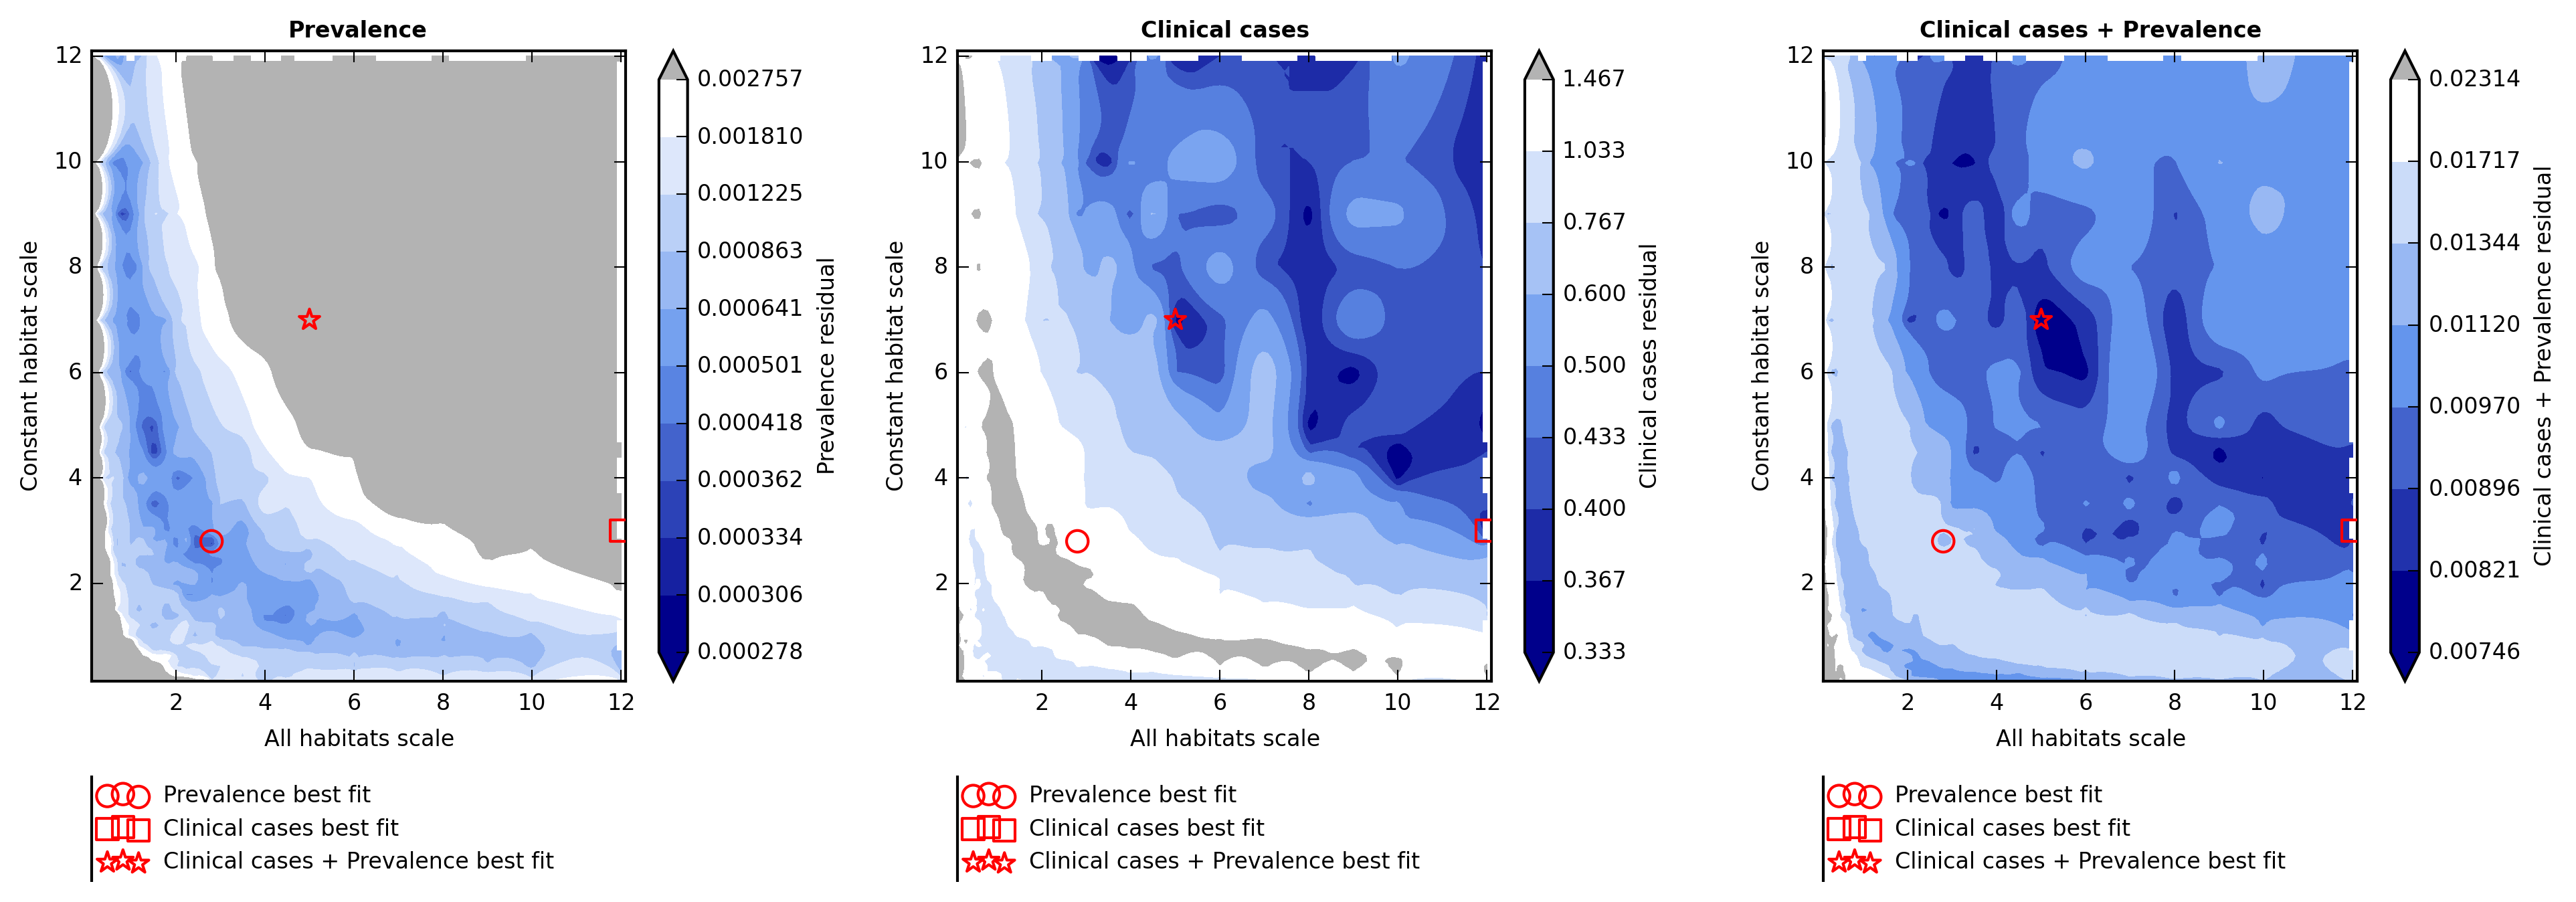 Prevalence
12
10
8
6
4
2
2 4 6 8 10 12
Constant habitat scale
All habitats scale
0.002757
0.001810
0.001225
0.000863
0.000641
0.000501
0.000418
0.000362
0.000334
0.000306
0.000278
Prevalence residual
Prevalence best fit
Clinical cases best fit
Clinical cases + Prevalence best fit
Clinical cases
12
10
8
6
4
2
2 4 6 8 10 12
Constant habitat scale
All habitats scale
1.467
1.033
0.767
0.600
0.500
0.433
0.400
0.367
0.333
Clinical cases residual
Prevalence best fit
Clinical cases best fit
Clinical cases + Prevalence best fit
Clinical cases + Prevalence
12
10
8
6
4
2
2 4 6 8 10 12
Constant habitat scale
All habitats scale
0.02314
0.01717
0.01344
0.01120
0.00970
0.00896
0.00821
0.00746
Clinical cases + Prevalence residual
Prevalence best fit
Clinical cases best fit
Clinical cases + Prevalence best fit